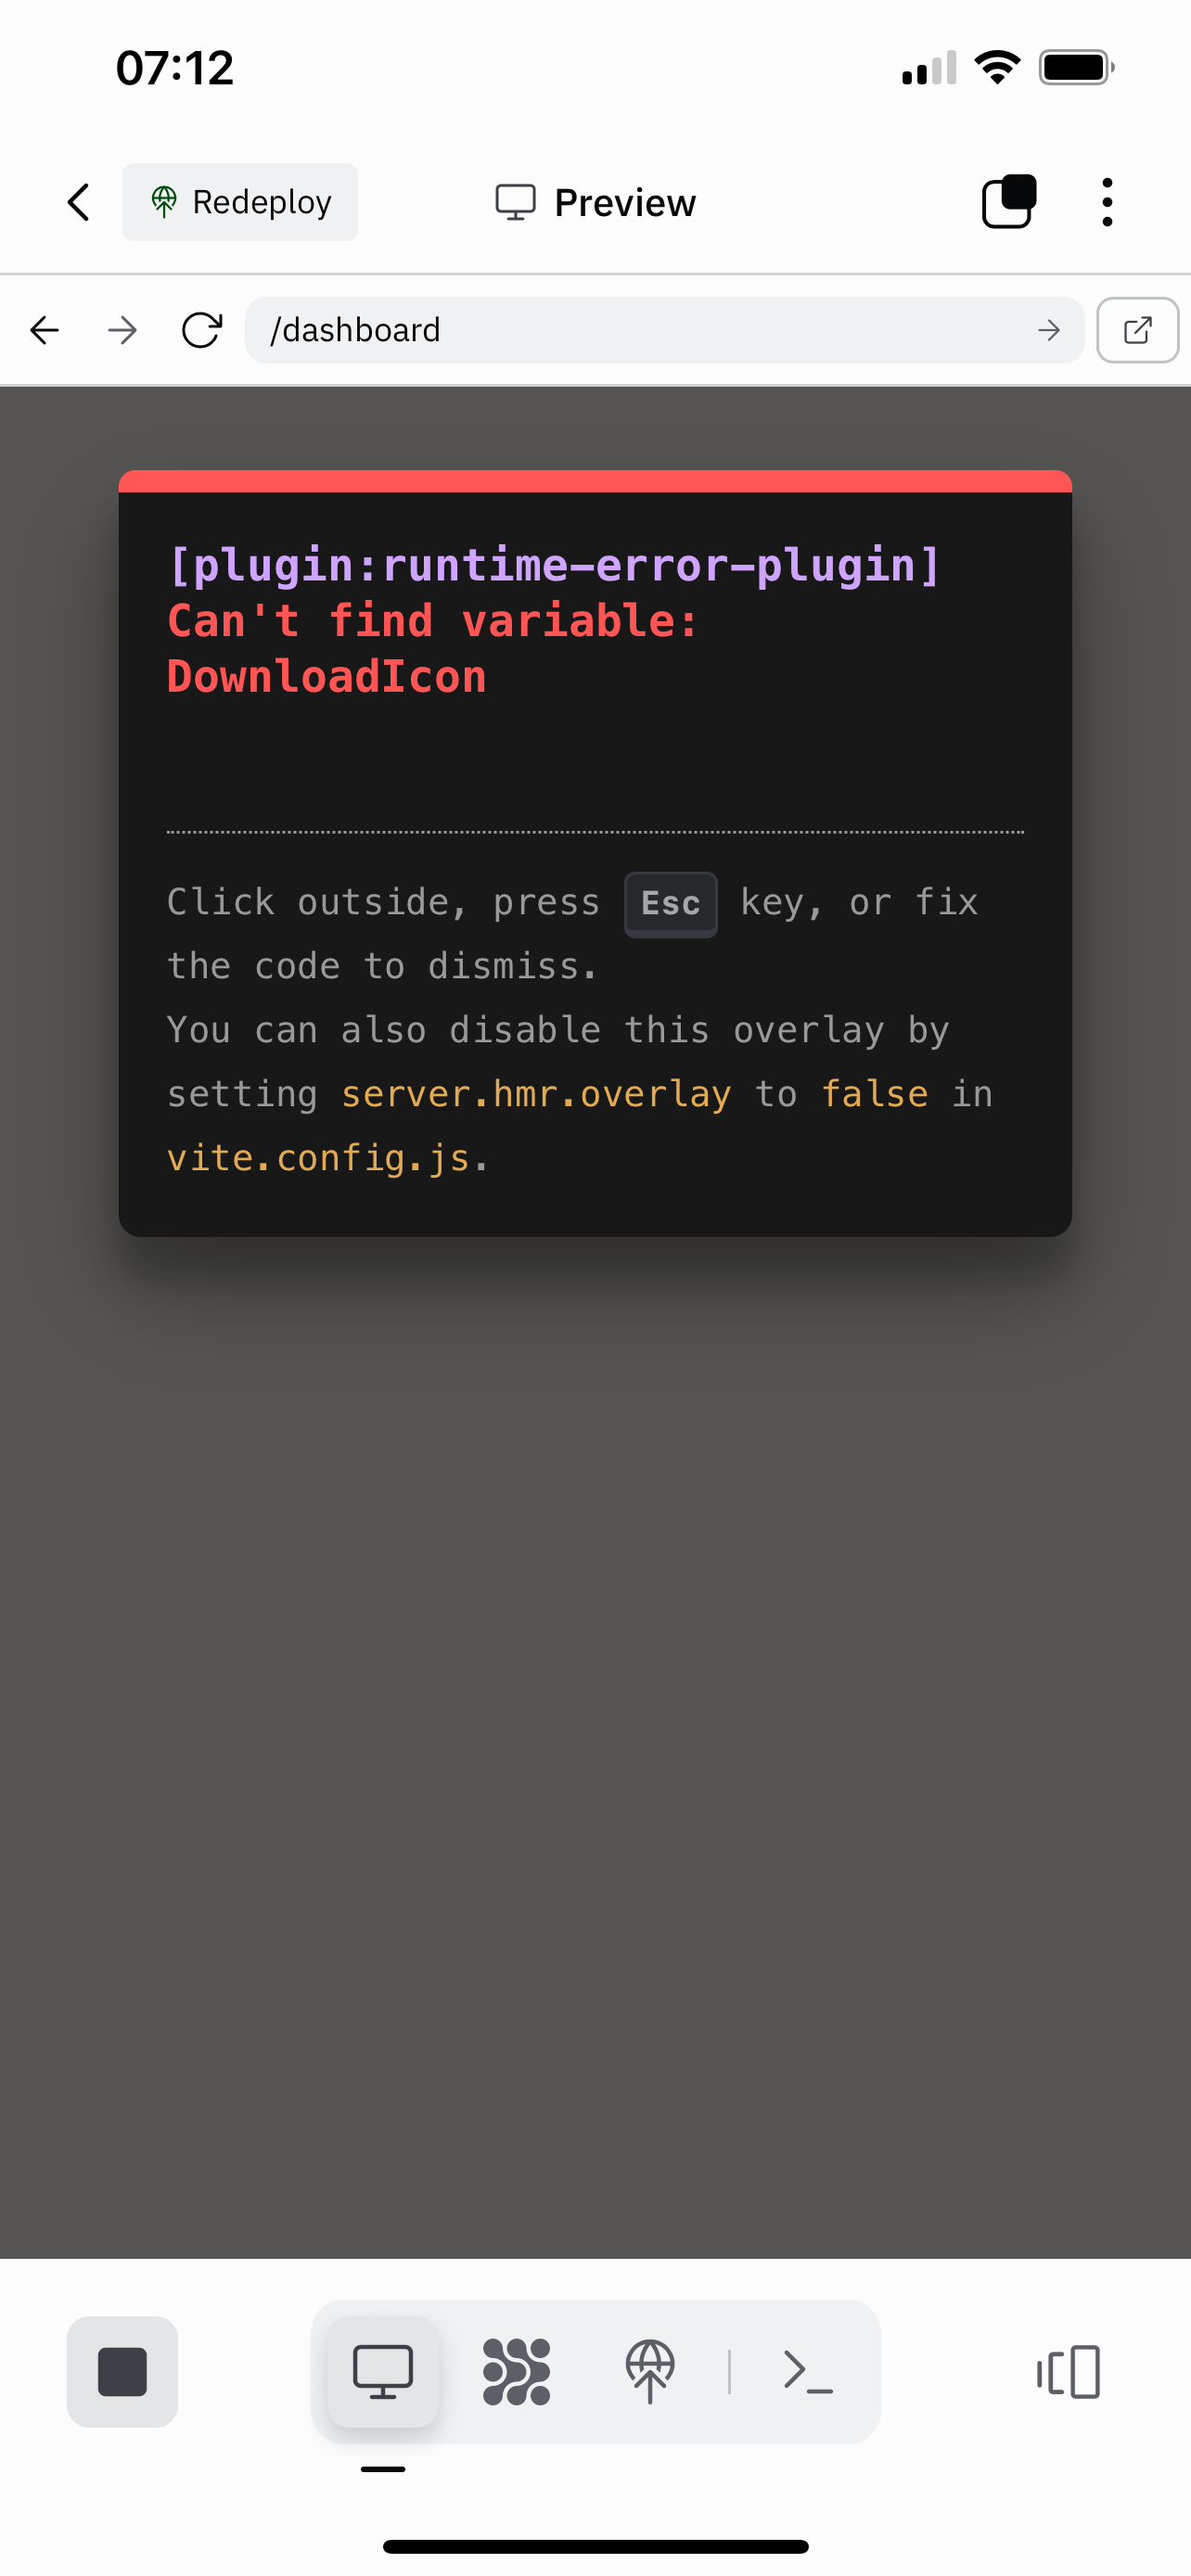 07:12
Redeploy
Preview
/dashboard
[plugin:runtime-error-plugin]
Can't find variable:
DownloadIcon
Click outside, press Esc key, or fix
the code to dismiss.
You can also disable this overlay by
setting server.hmr.overlay to false in
vite.config.js.